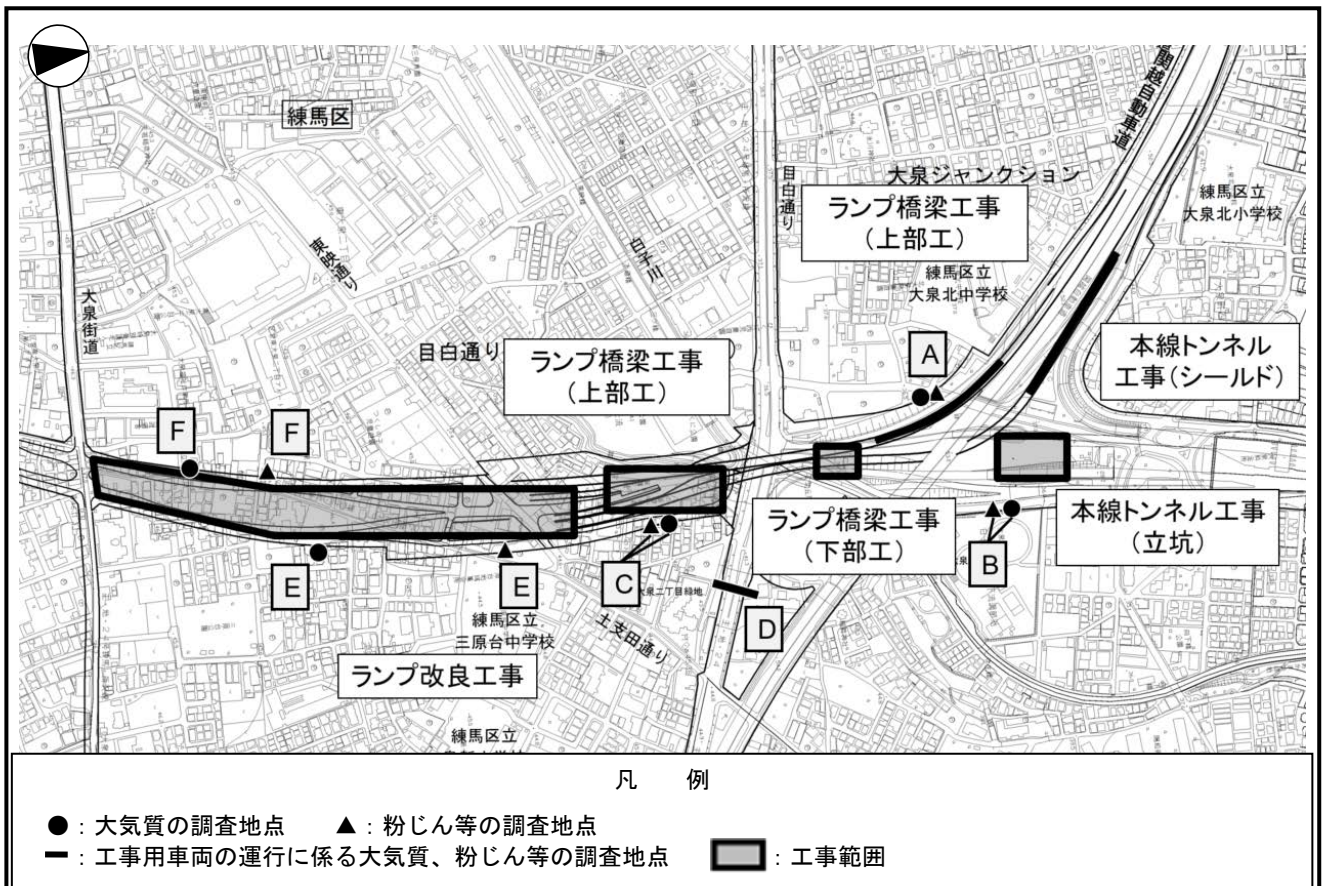 練馬区
東映通り
大泉街道
目白通り
白子川
目白通り
大泉ジャンクション
関越自動車道
ランプ橋梁工事
(上部工)
練馬区立
大泉北中学校
練馬区立
大泉北小学校
A
本線トンネル
工事(シールド)
ランプ橋梁工事
(上部工)
F
F
E
E
C
大泉二丁目緑地
D
B
ランプ橋梁工事
(下部工)
本線トンネル工事
(立坑)
練馬区立
三原台中学校
土支田通り
ランプ改良工事
練馬区立
凡 例
●:大気質の調査地点 ▲:粉じん等の調査地点
━:工事用車両の運行に係る大気質、粉じん等の調査地点 :工事範囲